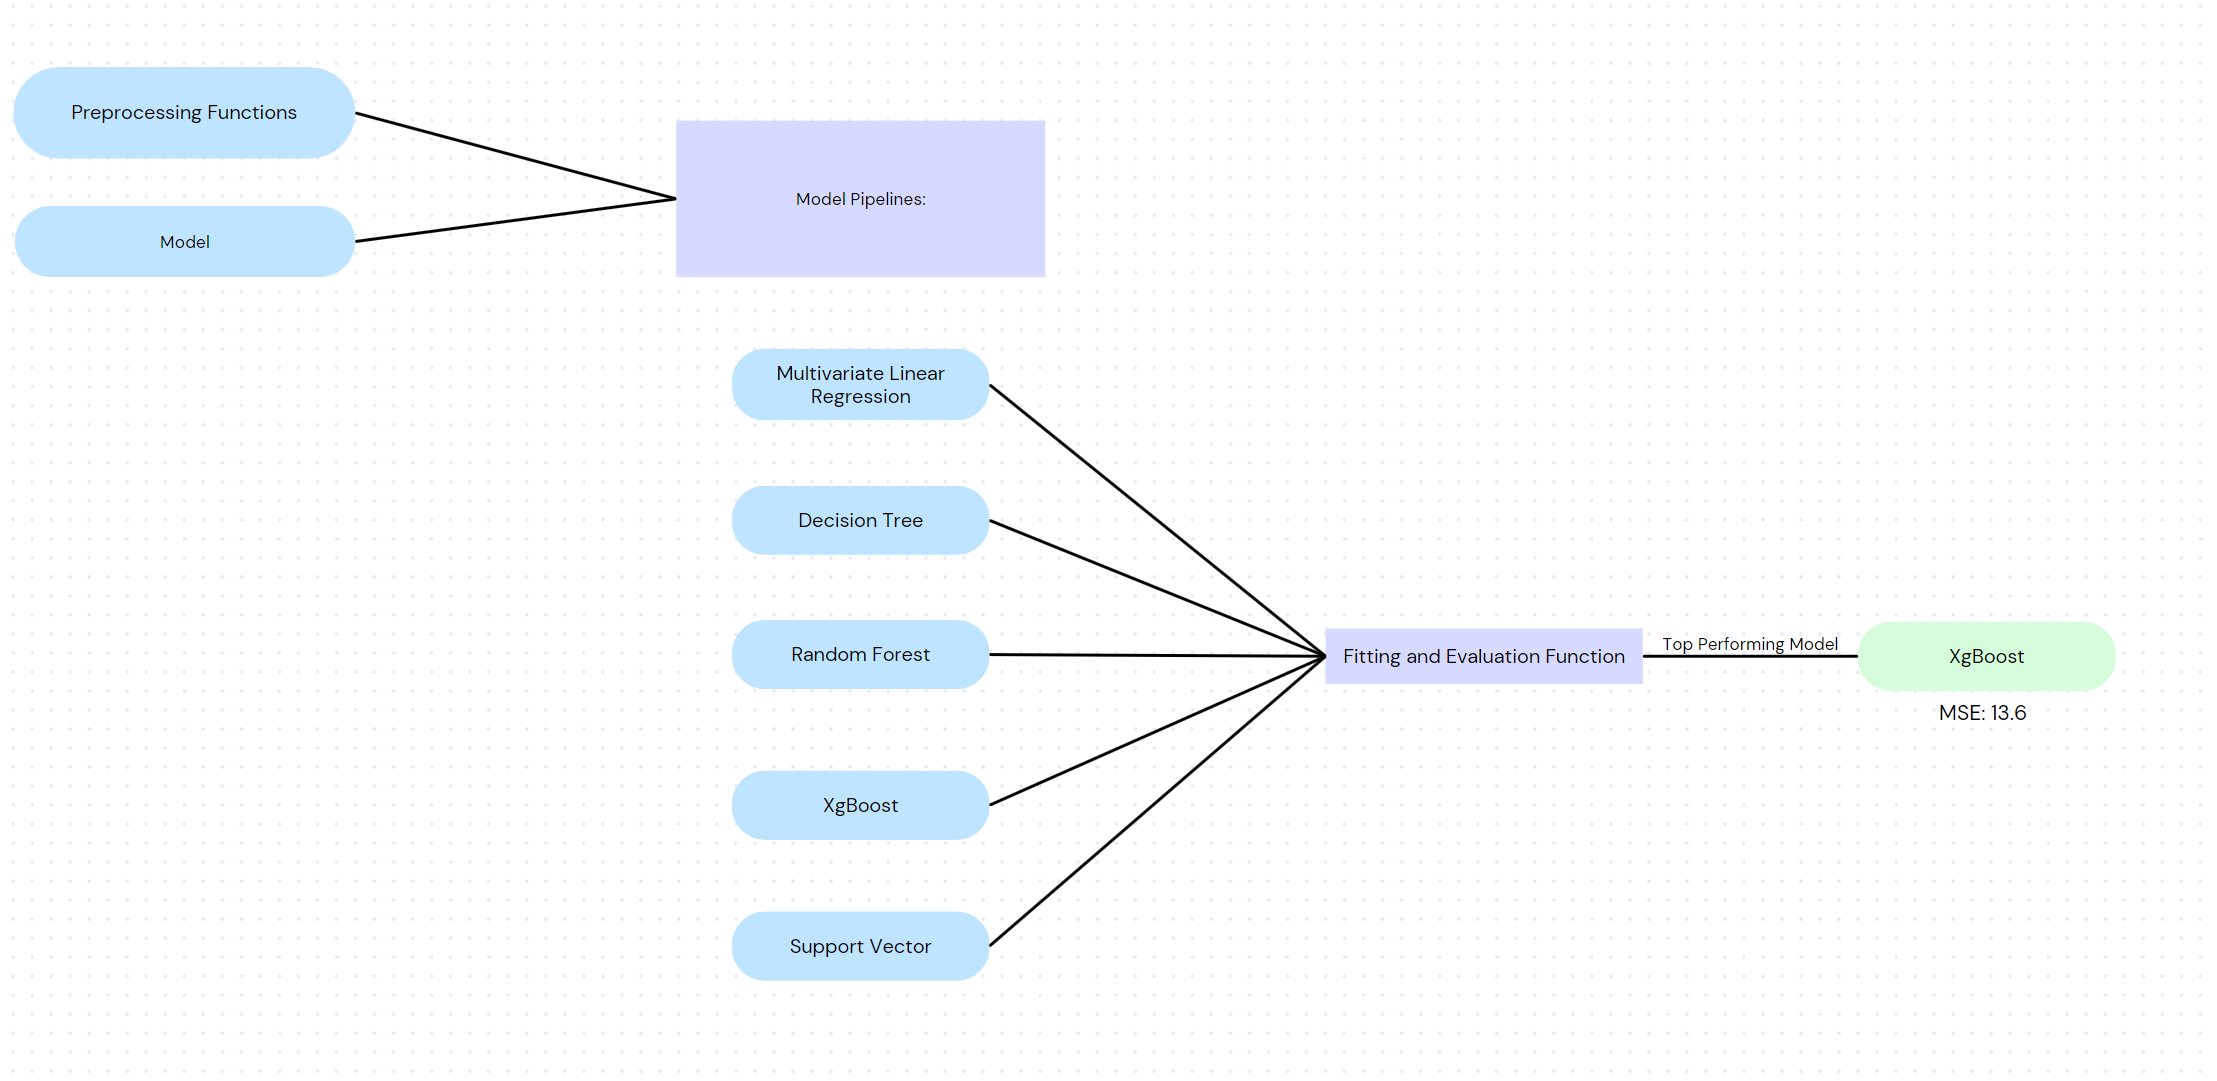 Preprocessing Functions
Model
Model Pipelines:
Multivariate Linear
Regression
Decision Tree
Random Forest
XgBoost
Support Vector
Fitting and Evaluation Function
Top Performing Model
XgBoost
MSE: 13.6